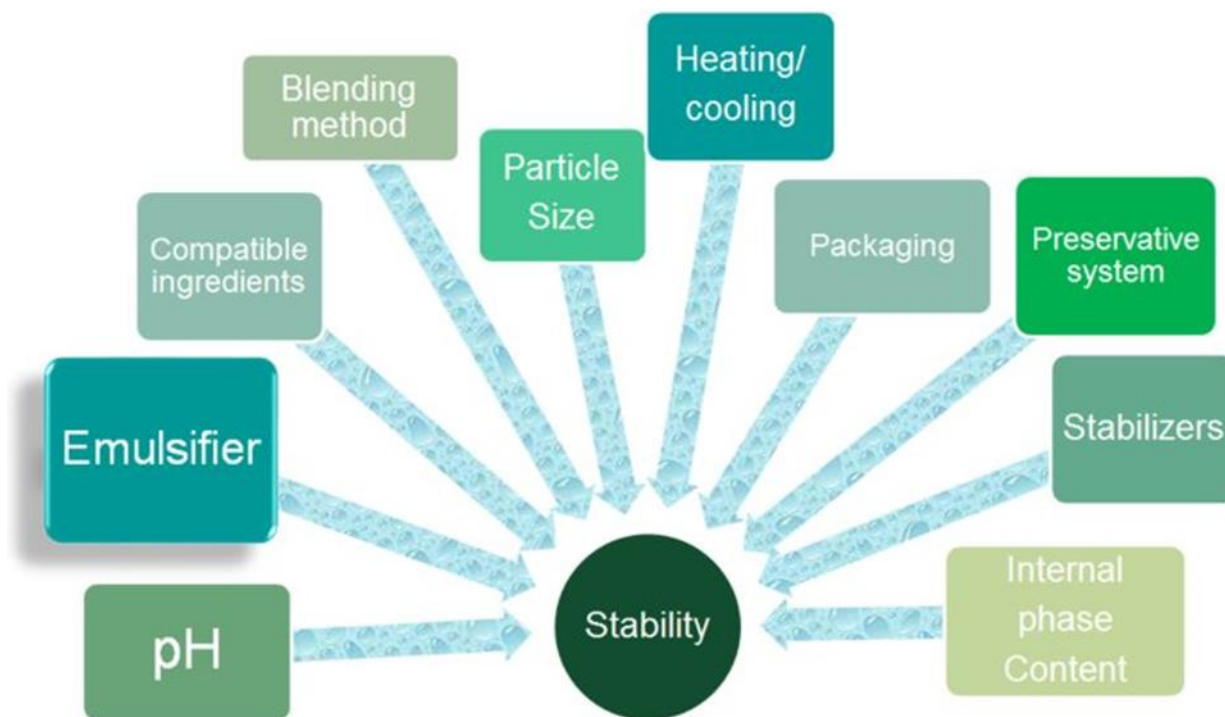 Heating/
cooling
Blending
method
Particle
Size
Compatible
ingredients
Packaging
Preservative
system
Emulsifier
Stabilizers
pH
Stability
Internal
phase
Content